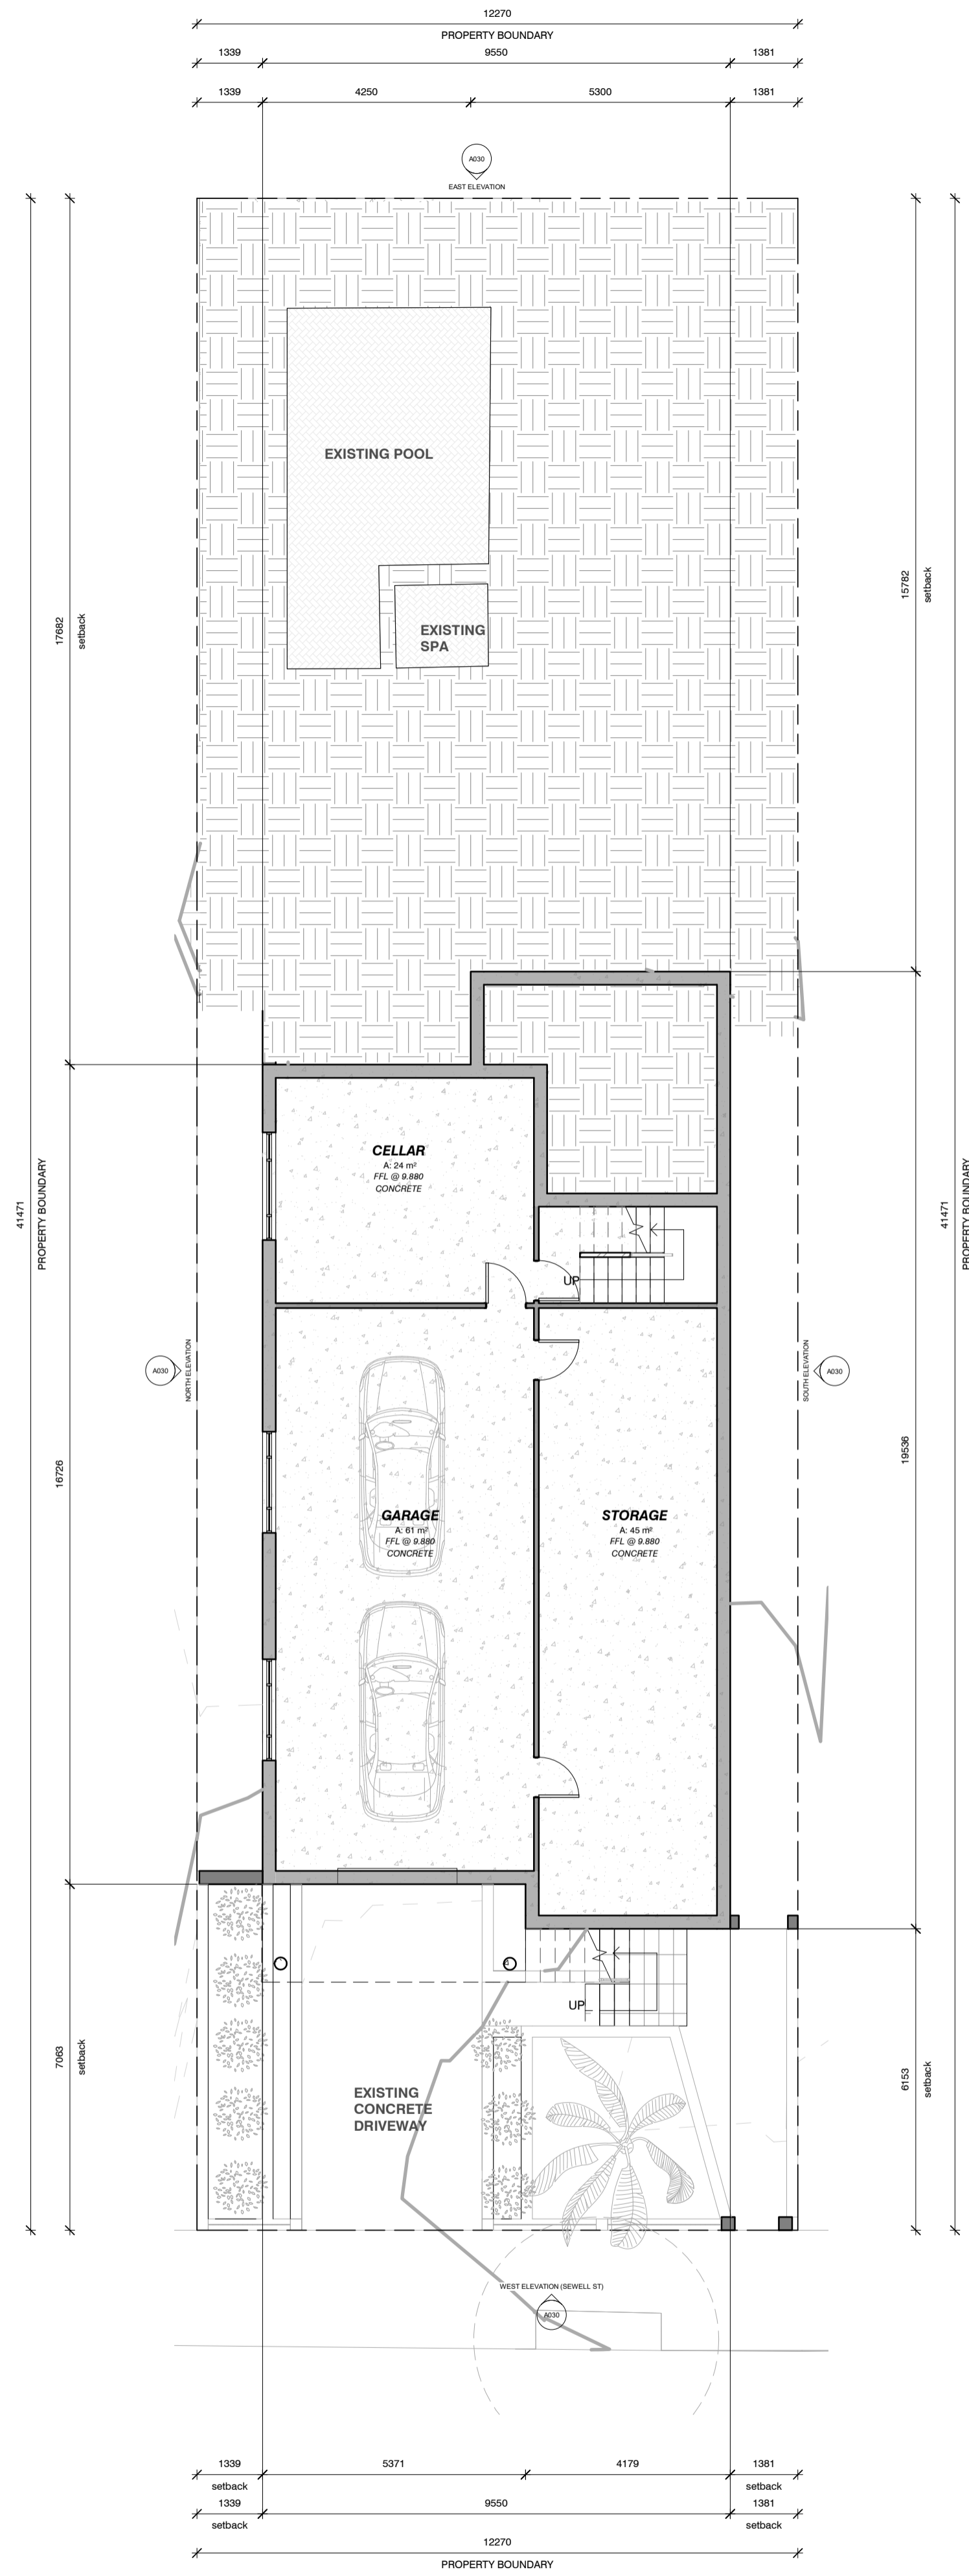 12270
PROPERTY BOUNDARY
1339
9550
1381
1339
4250
5300
1381
A030
EAST ELEVATION
EXISTING POOL
EXISTING
SPA
17682
setback
15782
setback
41471
PROPERTY BOUNDARY
41471
PROPERTY BOUNDARY
CELLAR
A: 24 m²
FFL @ 9.880
CONCRETE
UP
A030
NORTH ELEVATION
SOUTH ELEVATION
A030
16726
19536
GARAGE
A: 61 m²
FFL @ 9.880
CONCRETE
STORAGE
A: 45 m²
FFL @ 9.880
CONCRETE
UP
7063
setback
6153
setback
EXISTING
CONCRETE
DRIVEWAY
WEST ELEVATION (SEWELL ST)
A030
1339
setback
5371
4179
1381
setback
1339
setback
9550
1381
setback
12270
PROPERTY BOUNDARY